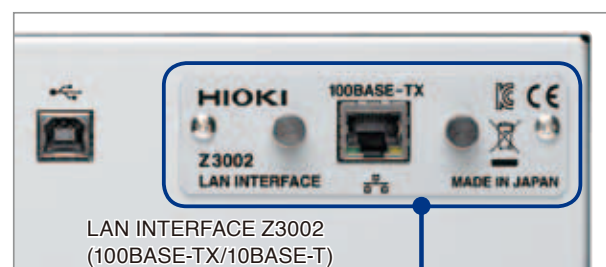 HIOKI
100BASE-TX
CE
Z3002
LAN INTERFACE
MADE IN JAPAN
LAN INTERFACE Z3002
(100BASE-TX/10BASE-T)